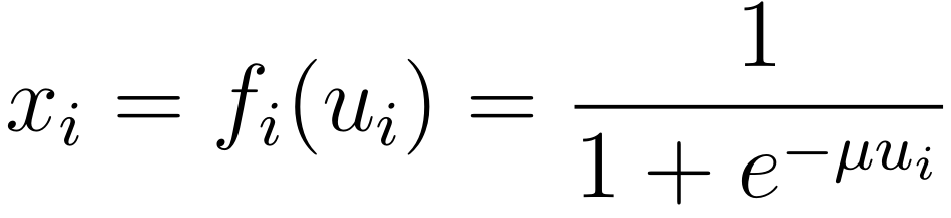 x_i = f_i(u_i) = \frac{1}{1 + e^{-\mu u_i}}